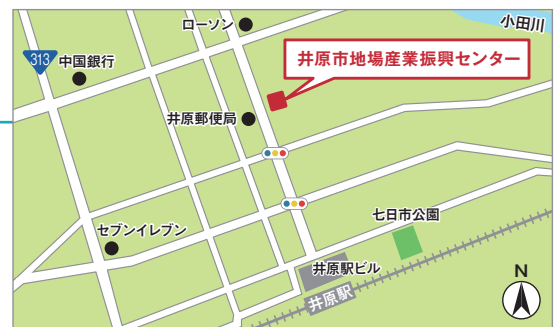 小田川
ローソン
313
中国銀行
井原市地場産業振興センター
井原郵便局
七日市公園
セブンイレブン
井原駅ビル
井原駅
N